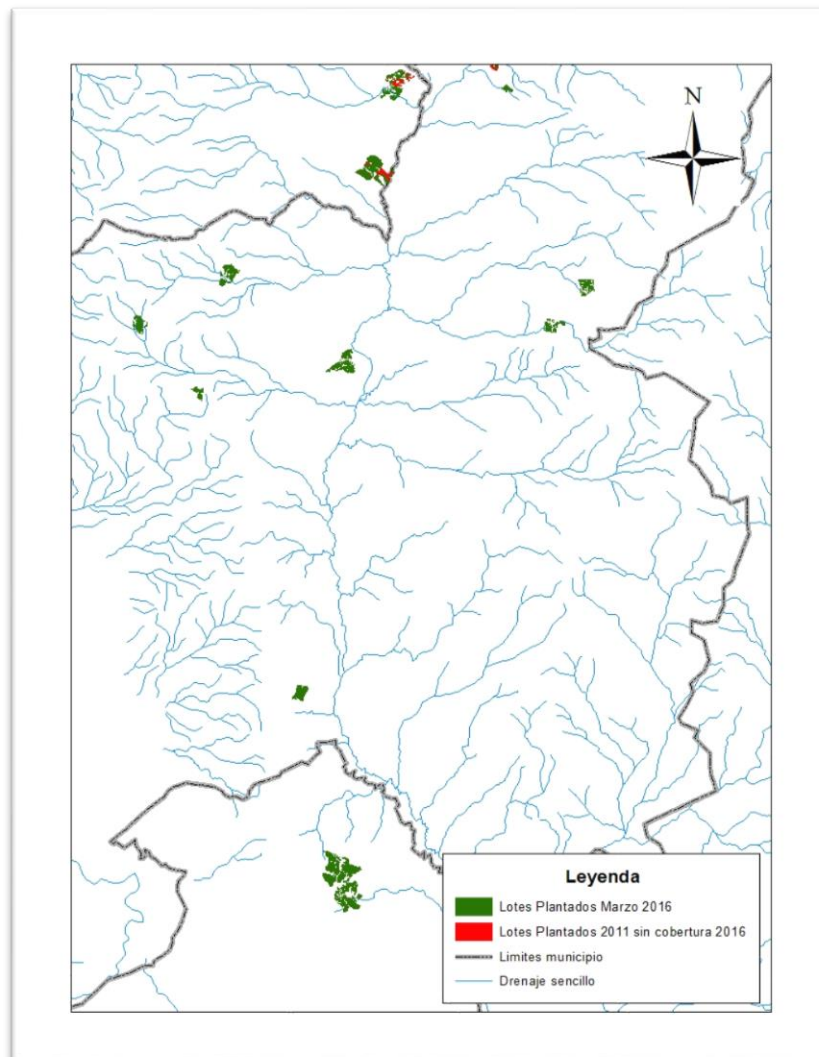 N
Leyenda
Lotes Plantados Marzo 2016
Lotes Plantados 2011 sin cobertura 2016
Limites municipio
Drenaje sencillo